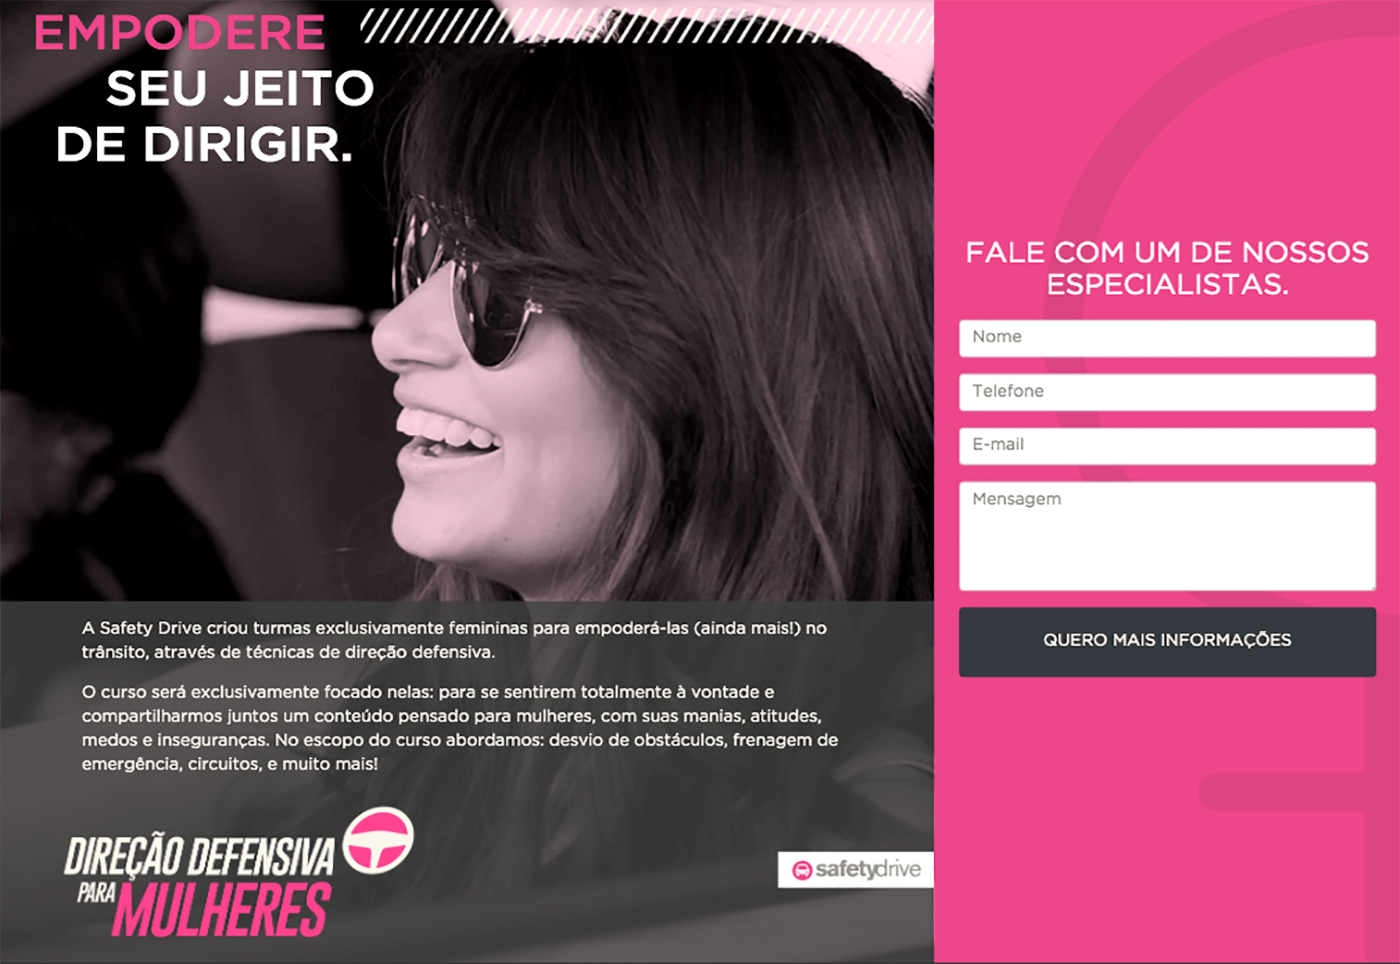 EMPODERE
SEU JEITO
DE DIRIGIR.
A Safety Drive criou turmas exclusivamente femininas para empoderá-las (ainda mais!) no
trânsito, através de técnicas de direção defensiva.
O curso será exclusivamente focado nelas: para se sentirem totalmente à vontade e
compartilharmos juntos um conteúdo pensado para mulheres, com suas manias, atitudes,
medos e inseguranças. No escopo do curso abordamos: desvio de obstáculos, frenagem de
emergência, circuitos, e muito mais!
DIREÇÃO DEFENSIVA
PARA MULHERES
safetydrive
FALE COM UM DE NOSSOS
ESPECIALISTAS.
Nome
Telefone
E-mail
Mensagem
QUERO MAIS INFORMAÇÕES